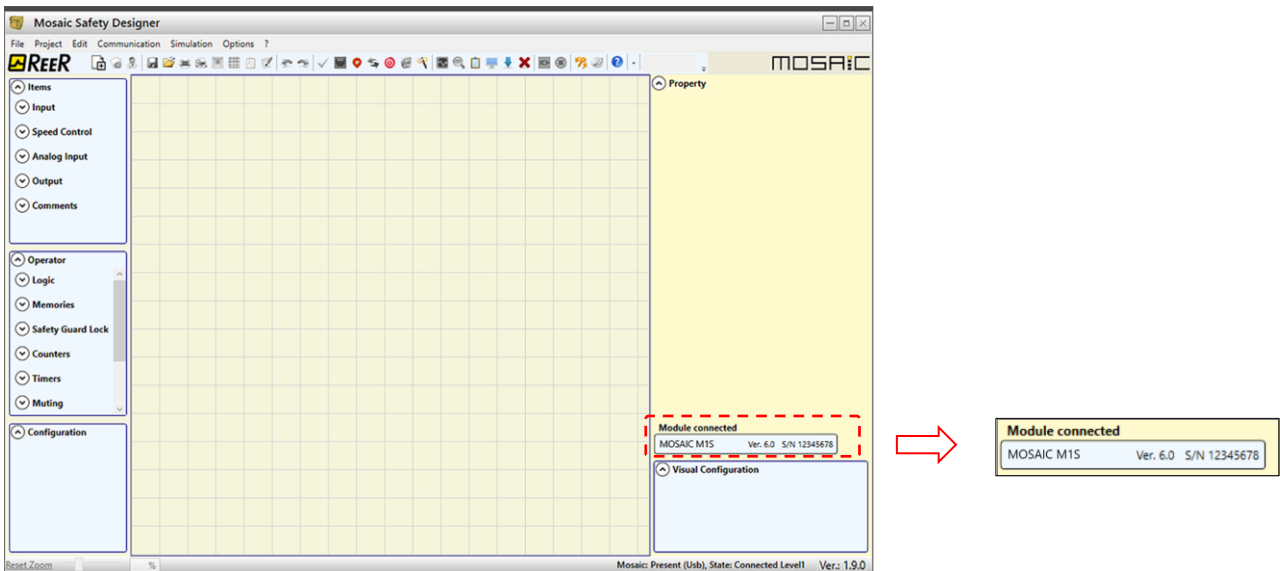 Mosaic Safety Designer
File Project Edit Communication Simulation Options ?
REER
MOSAIC
Items
Input
Speed Control
Analog Input
Output
Comments
Operator
Logic
Memories
Safety Guard Lock
Counters
Timers
Muting
Configuration
Property
Module connected
MOSAIC M1S Ver. 6.0 S/N 12345678
Visual Configuration
Reset Zoom %
Mosaic: Present (Usb), State: Connected Level1 Ver.: 1.9.0
Module connected
MOSAIC M1S Ver. 6.0 S/N 12345678